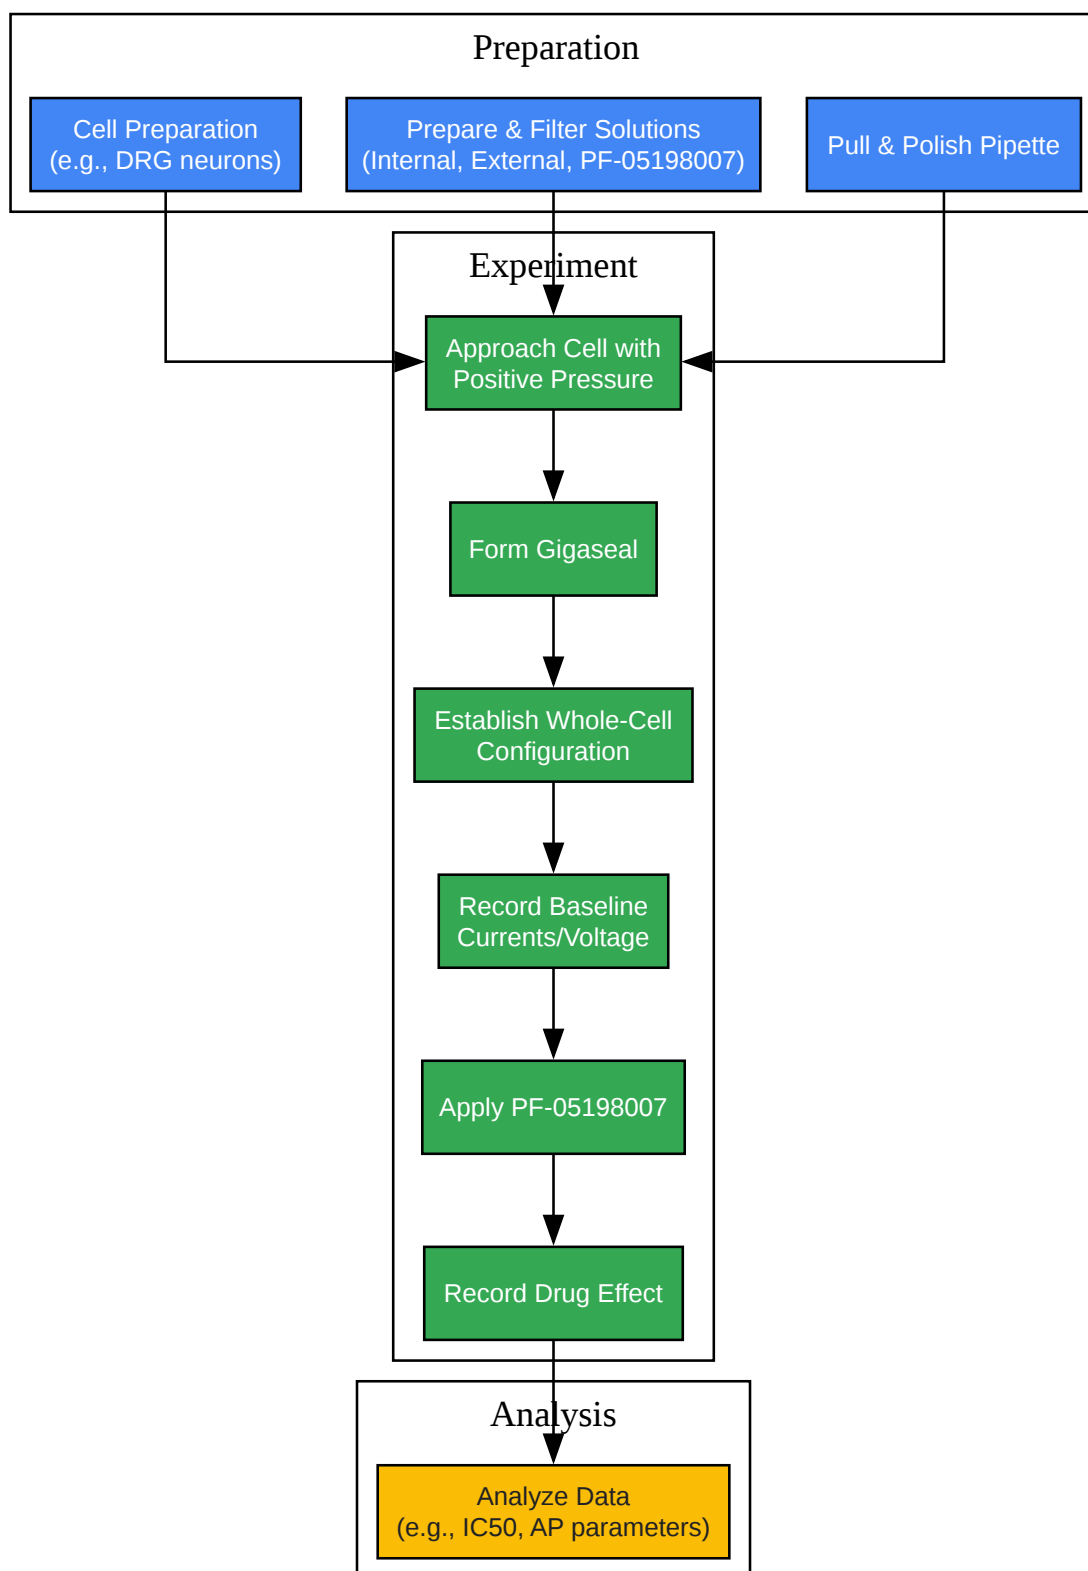 Preparation
Cell Preparation
(e.g., DRG neurons)
Prepare & Filter Solutions
(Internal, External, PF-05198007)
Pull & Polish Pipette
Experiment
Approach Cell with
Positive Pressure
Form Gigaseal
Establish Whole-Cell
Configuration
Record Baseline
Currents/Voltage
Apply PF-05198007
Record Drug Effect
Analysis
Analyze Data
(e.g., IC50, AP parameters)